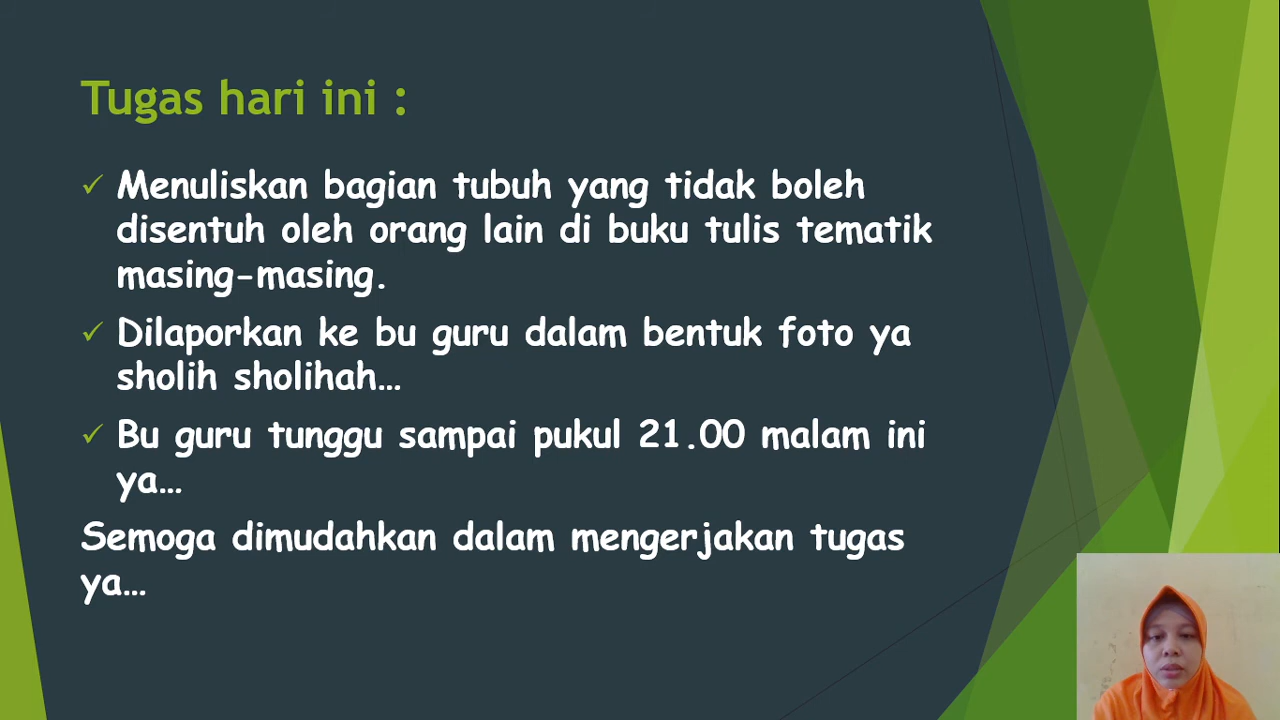 Tugas hari ini :
✓ Menuliskan bagian tubuh yang tidak boleh
disentuh oleh orang lain di buku tulis tematik
masing-masing.
✓ Dilaporkan ke bu guru dalam bentuk foto ya
sholih sholihah...
✓ Bu guru tunggu sampai pukul 21.00 malam ini
ya...
Semoga dimudahkan dalam mengerjakan tugas
ya...